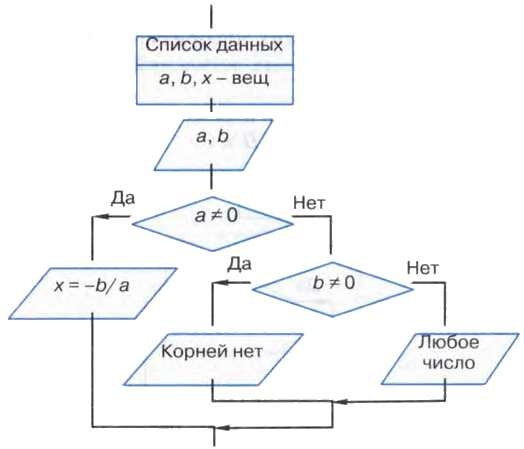 Список данных
a, b, x – вещ
a, b
Да
a ≠ 0
Нет
x = –b/ a
Да
b ≠ 0
Нет
Корней нет
Любое
число